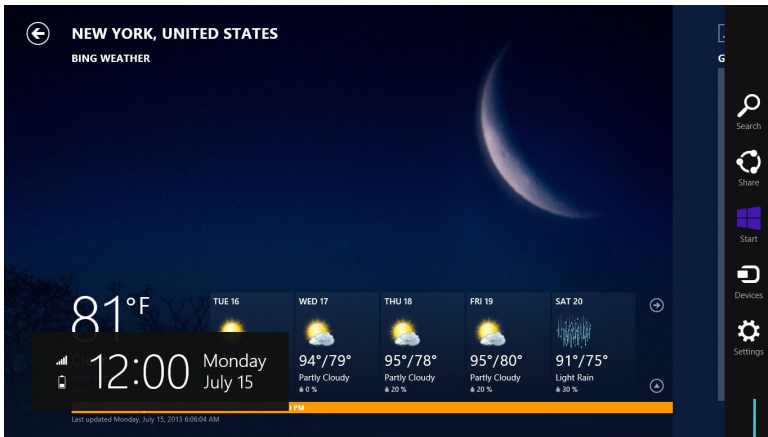 NEW YORK, UNITED STATES
BING WEATHER
G
Search
Share
Start
Devices
Settings
81°F
TUE 16
WED 17
94°/79°
Partly Cloudy
0 %
THU 18
95°/78°
Partly Cloudy
20 %
FRI 19
95°/80°
Partly Cloudy
20 %
SAT 20
91°/75°
Light Rain
30 %
12:00
Monday
July 15
PM
Last updated Monday, July 15, 2013 6:06:04 AM